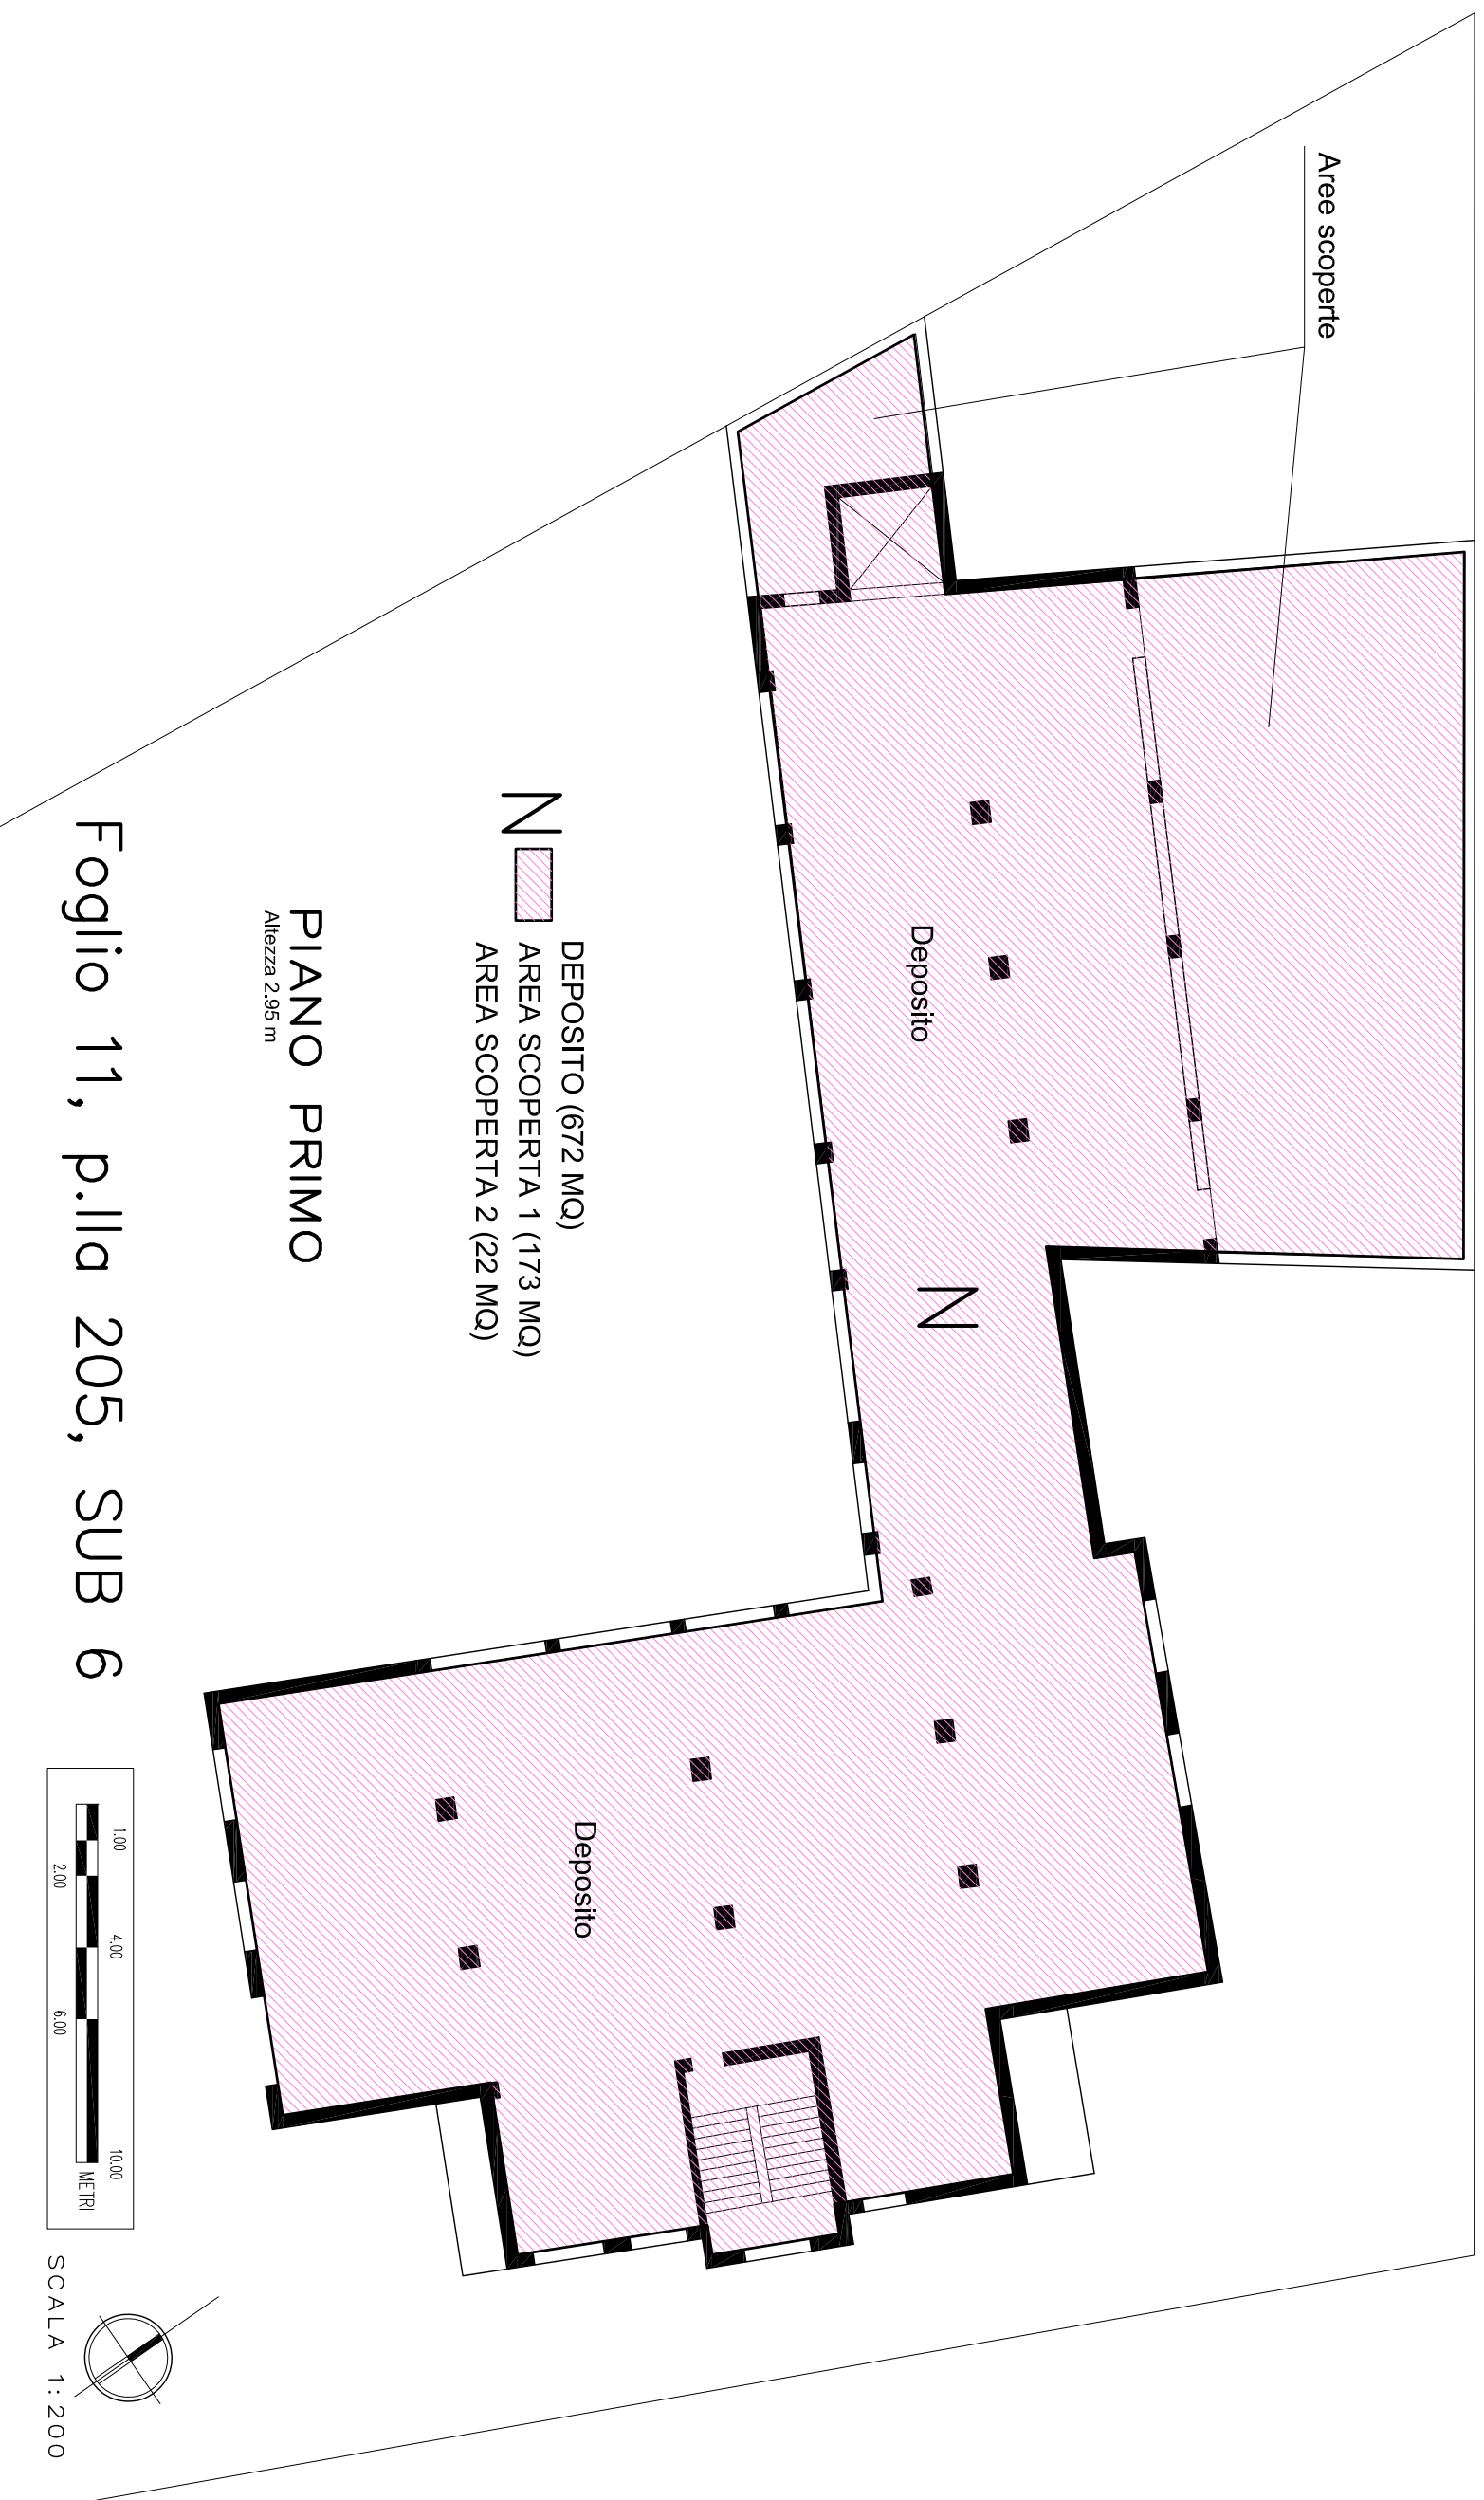 Aree scoperte
Deposito
N
Deposito
N
DEPOSITO (672 MQ)
AREA SCOPERTA 1 (173 MQ)
AREA SCOPERTA 2 (22 MQ)
PIANO PRIMO
Altezza 2.95 m
Foglio 11, p.lla 205, SUB 6
1.00 4.00 10.00
2.00 6.00
METRI
SCALA 1:200